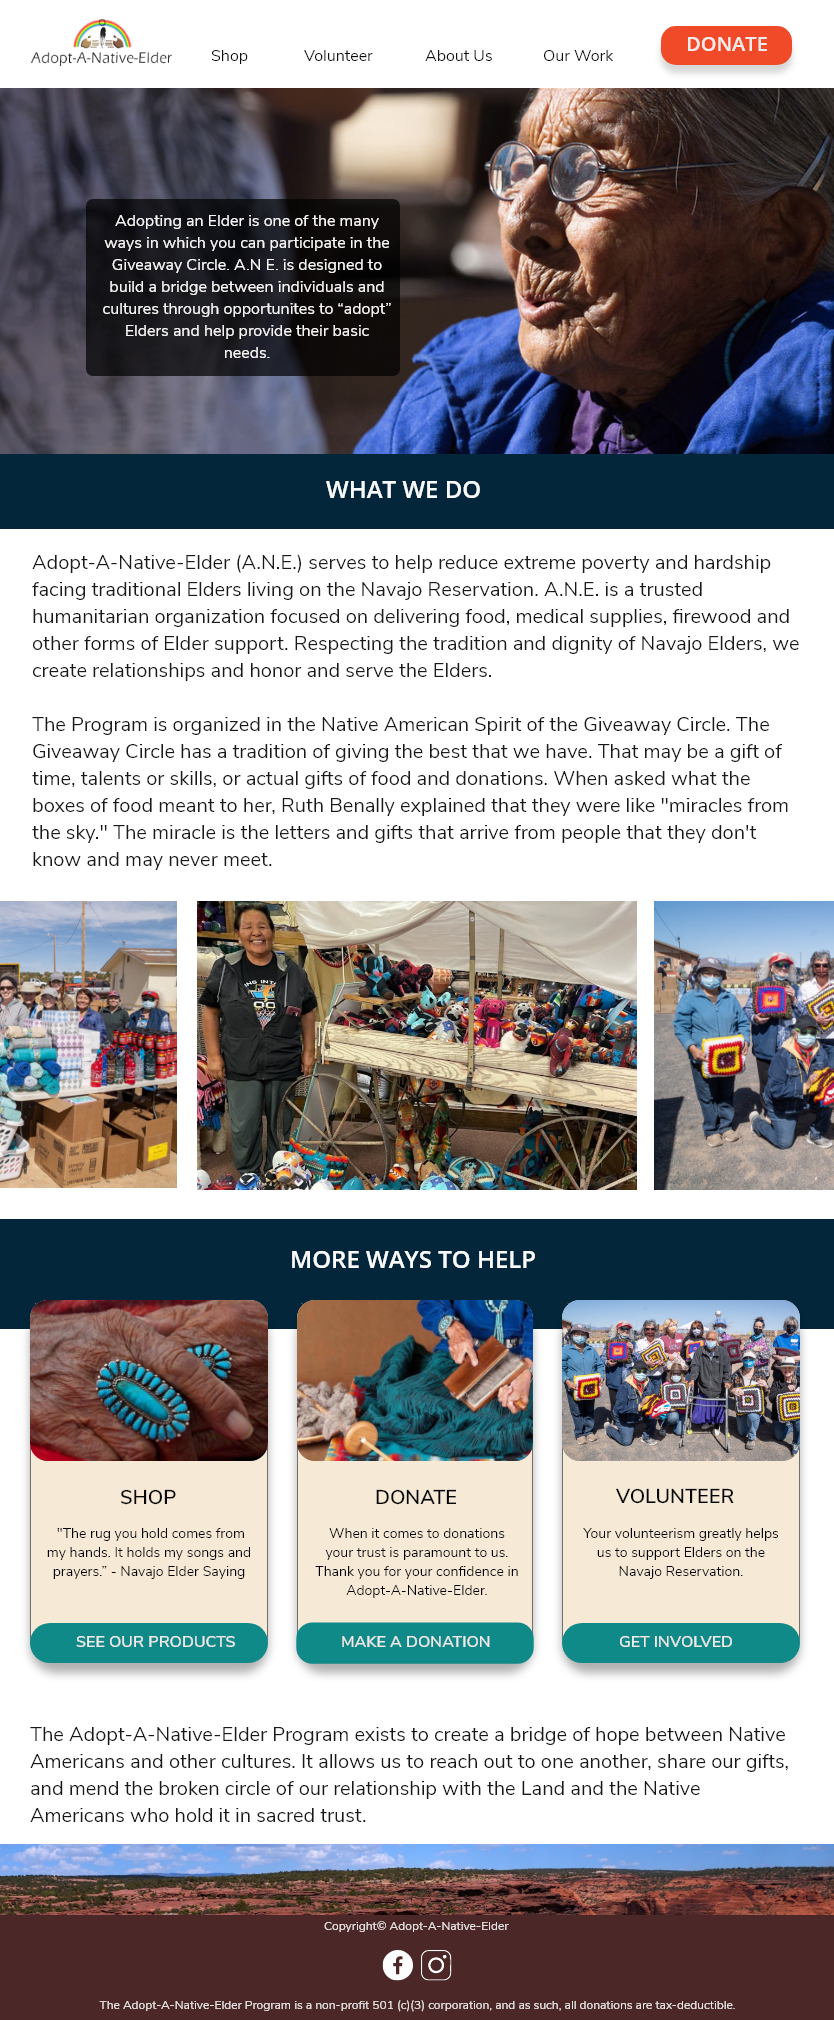 Adopt-A-Native-Elder
Shop
Volunteer
About Us
Our Work
DONATE
Adopting an Elder is one of the many
ways in which you can participate in the
Giveaway Circle. A.N E. is designed to
build a bridge between individuals and
cultures through opportunites to “adopt”
Elders and help provide their basic
needs.
WHAT WE DO
Adopt-A-Native-Elder (A.N.E.) serves to help reduce extreme poverty and hardship
facing traditional Elders living on the Navajo Reservation. A.N.E. is a trusted
humanitarian organization focused on delivering food, medical supplies, firewood and
other forms of Elder support. Respecting the tradition and dignity of Navajo Elders, we
create relationships and honor and serve the Elders.
The Program is organized in the Native American Spirit of the Giveaway Circle. The
Giveaway Circle has a tradition of giving the best that we have. That may be a gift of
time, talents or skills, or actual gifts of food and donations. When asked what the
boxes of food meant to her, Ruth Benally explained that they were like "miracles from
the sky." The miracle is the letters and gifts that arrive from people that they don't
know and may never meet.
MORE WAYS TO HELP
SHOP
"The rug you hold comes from
my hands. It holds my songs and
prayers.” - Navajo Elder Saying
SEE OUR PRODUCTS
DONATE
When it comes to donations
your trust is paramount to us.
Thank you for your confidence in
Adopt-A-Native-Elder.
MAKE A DONATION
VOLUNTEER
Your volunteerism greatly helps
us to support Elders on the
Navajo Reservation.
GET INVOLVED
The Adopt-A-Native-Elder Program exists to create a bridge of hope between Native
Americans and other cultures. It allows us to reach out to one another, share our gifts,
and mend the broken circle of our relationship with the Land and the Native
Americans who hold it in sacred trust.
Copyright© Adopt-A-Native-Elder
The Adopt-A-Native-Elder Program is a non-profit 501 (c)(3) corporation, and as such, all donations are tax-deductible.